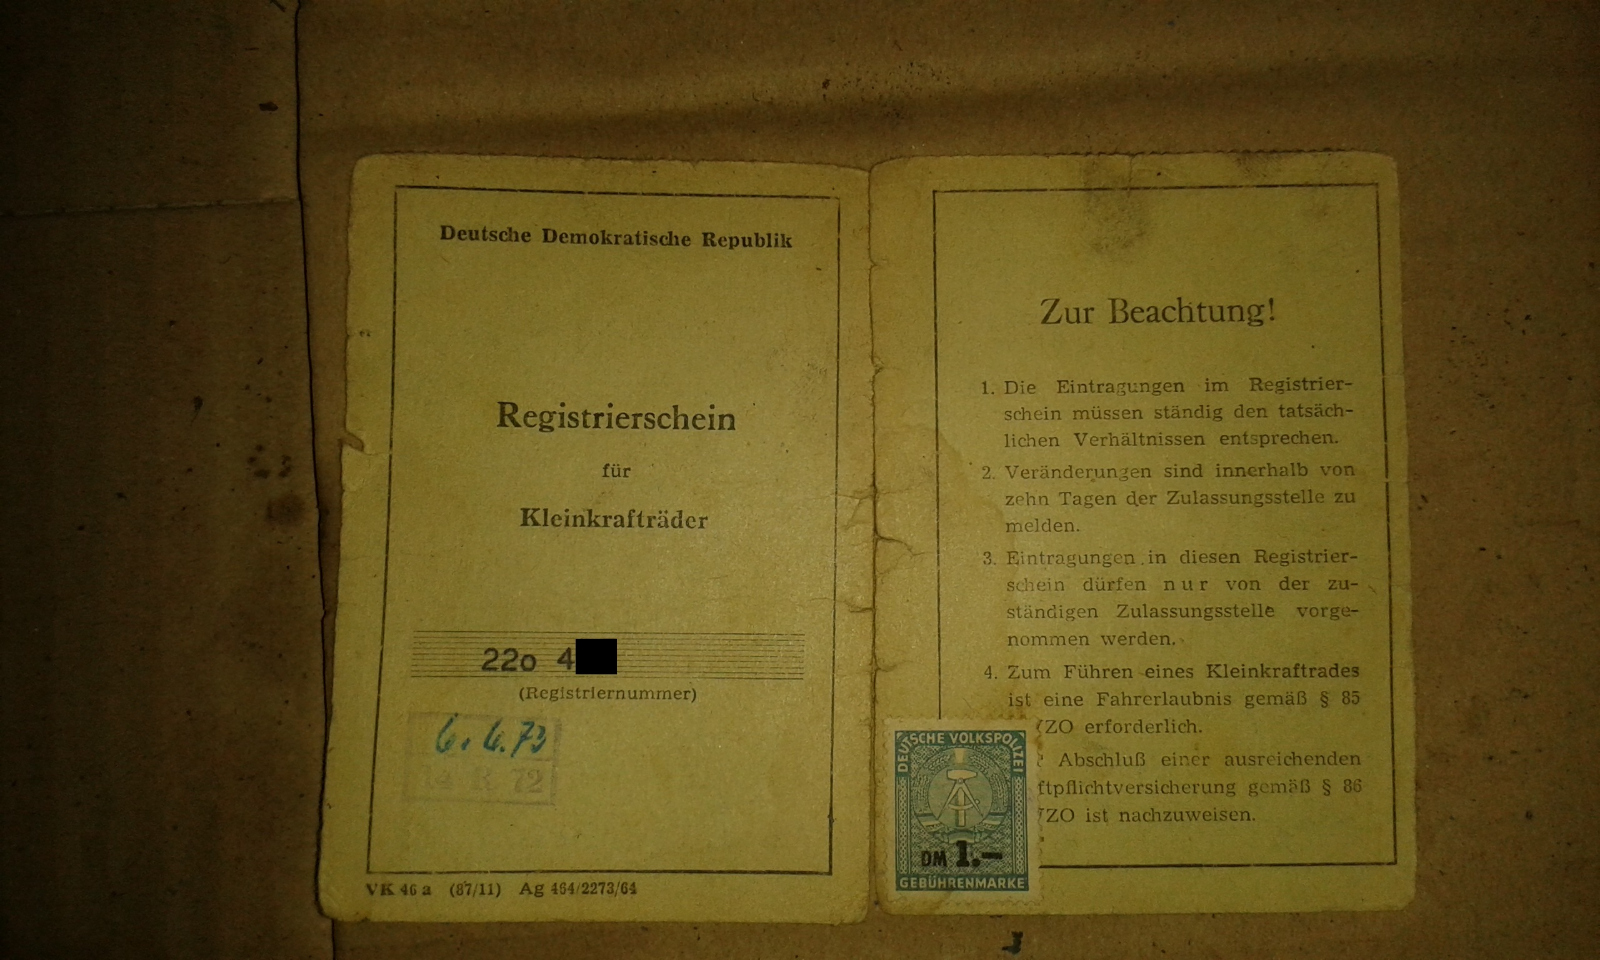 Deutsche Demokratische Republik
Registrierschein
für
Kleinkrafträder
22o 4
(Registriernummer)
6.6.73
72
VK 46 a (87/11) Ag 464/2273/64
Zur Beachtung!
1. Die Eintragungen im Registrier-
schein müssen ständig den tatsäch-
lichen Verhältnissen entsprechen.
2. Veränderungen sind innerhalb von
zehn Tagen der Zulassungsstelle zu
melden.
3. Eintragungen in diesen Registrier-
schein dürfen nur von der zu-
ständigen Zulassungsstelle vorge-
nommen werden.
4. Zum Führen eines Kleinkraftrades
ist eine Fahrerlaubnis gemäß § 85
ZO erforderlich.
Abschluß einer ausreichenden
ftpflichtversicherung gemäß § 86
ZO ist nachzuweisen.
DEUTSCHE VOLKSPOLIZEI
DM 1.—
GEBÜHRENMARKE